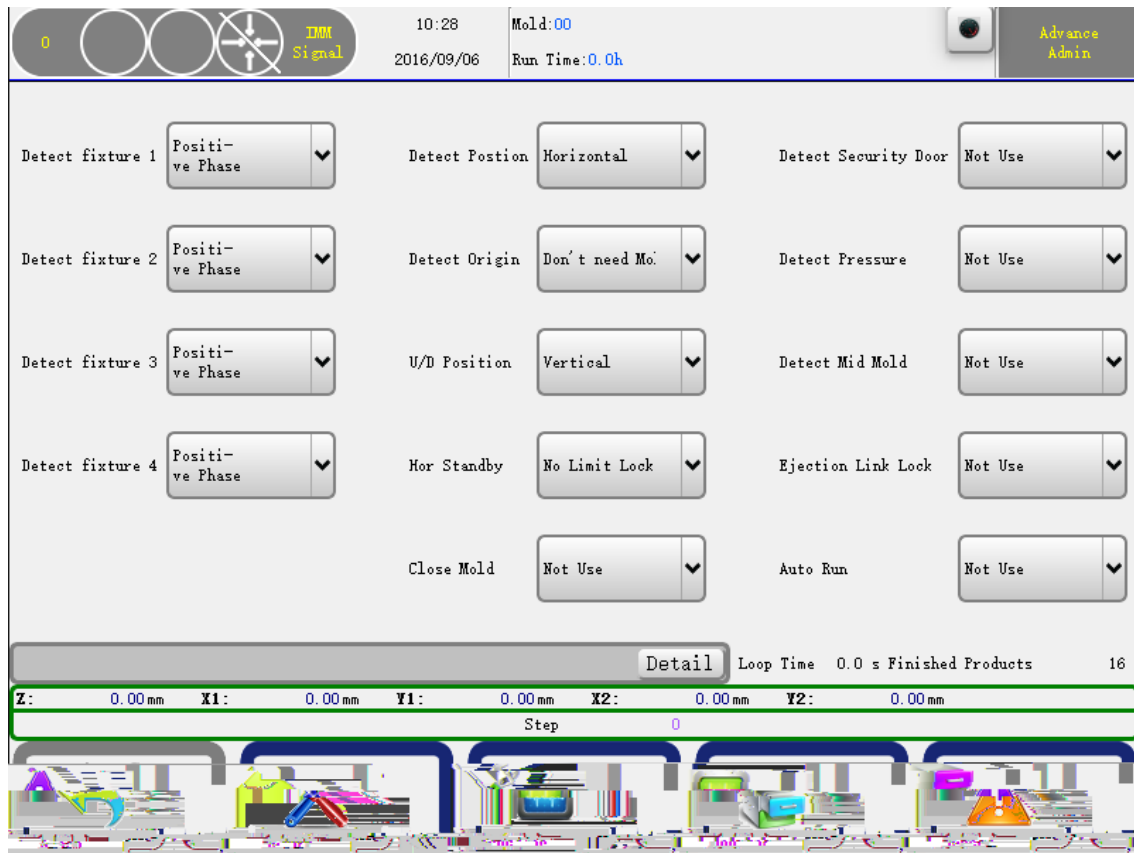 0
IMM
Signal
10:28
2016/09/06
Mold:00
Run Time:0.0h
Advance
Admin
Detect fixture 1
Positi-
ve Phase
Detect Postion
Horizontal
Detect Security Door
Not Use
Detect fixture 2
Positi-
ve Phase
Detect Origin
Don't need Mo
Detect Pressure
Not Use
Detect fixture 3
Positi-
ve Phase
U/D Position
Vertical
Detect Mid Mold
Not Use
Detect fixture 4
Positi-
ve Phase
Hor Standby
No Limit Lock
Ejection Link Lock
Not Use
Close Mold
Not Use
Auto Run
Not Use
Detail
Loop Time 0.0 s Finished Products 16
Z: 0.00 mm X1: 0.00 mm Y1: 0.00 mm X2: 0.00 mm Y2: 0.00 mm
Step 0